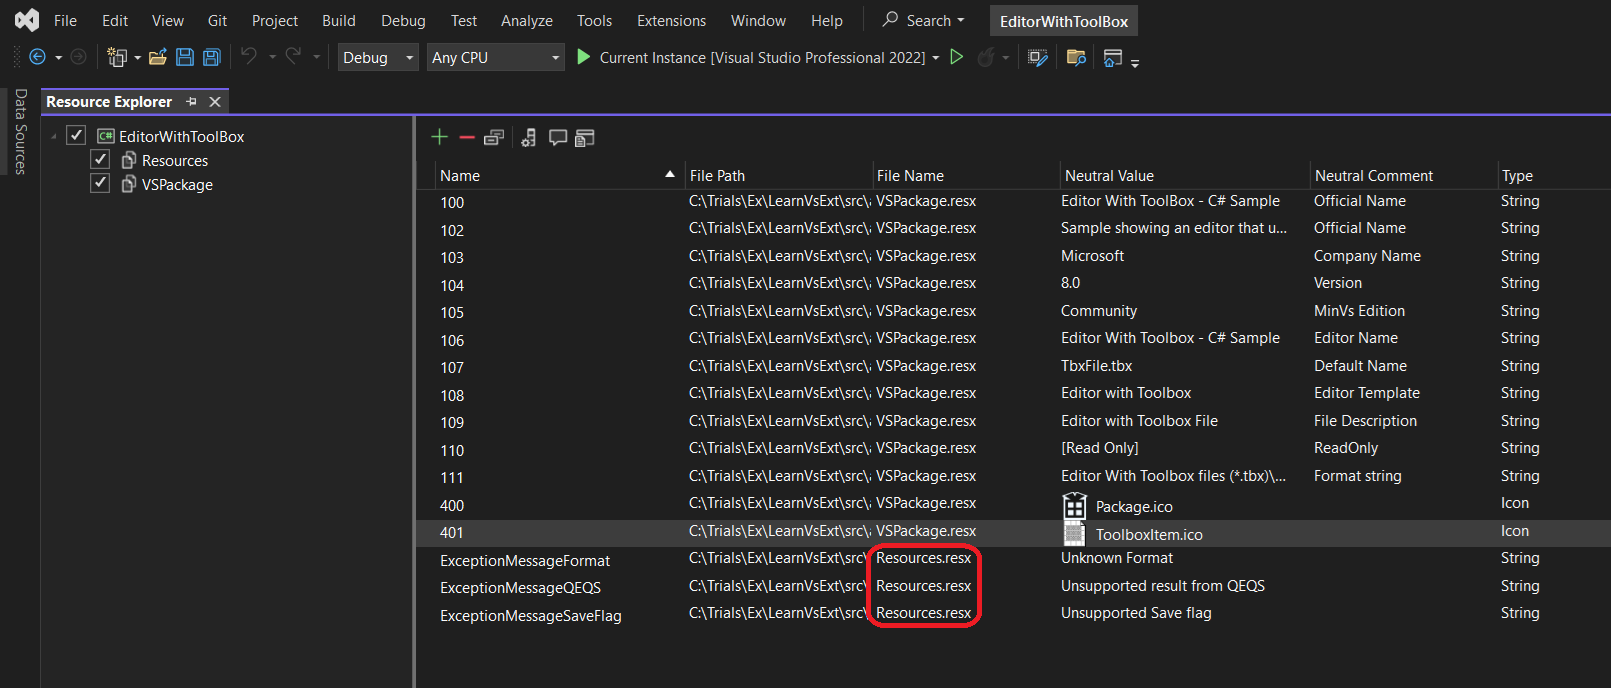 File Edit View Git Project Build Debug Test Analyze Tools Extensions Window Help Search EditorWithToolBox
Debug Any CPU Current Instance [Visual Studio Professional 2022]
Data Sources
Resource Explorer
C# EditorWithToolBox
Resources
VSPackage
Name File Path File Name Neutral Value Neutral Comment Type
100 C:\Trials\Ex\LearnVsExt\src\ VSPackage.resx Editor With ToolBox - C# Sample Official Name String
102 C:\Trials\Ex\LearnVsExt\src\ VSPackage.resx Sample showing an editor that u... Official Name String
103 C:\Trials\Ex\LearnVsExt\src\ VSPackage.resx Microsoft Company Name String
104 C:\Trials\Ex\LearnVsExt\src\ VSPackage.resx 8.0 Version String
105 C:\Trials\Ex\LearnVsExt\src\ VSPackage.resx Community MinVs Edition String
106 C:\Trials\Ex\LearnVsExt\src\ VSPackage.resx Editor With Toolbox - C# Sample Editor Name String
107 C:\Trials\Ex\LearnVsExt\src\ VSPackage.resx TbxFile.tbx Default Name String
108 C:\Trials\Ex\LearnVsExt\src\ VSPackage.resx Editor with Toolbox Editor Template String
109 C:\Trials\Ex\LearnVsExt\src\ VSPackage.resx Editor with Toolbox File File Description String
110 C:\Trials\Ex\LearnVsExt\src\ VSPackage.resx [Read Only] ReadOnly String
111 C:\Trials\Ex\LearnVsExt\src\ VSPackage.resx Editor With Toolbox files (*.tbx)\... Format string String
400 C:\Trials\Ex\LearnVsExt\src\ VSPackage.resx Package.ico Icon
401 C:\Trials\Ex\LearnVsExt\src\ VSPackage.resx ToolboxItem.ico Icon
ExceptionMessageFormat C:\Trials\Ex\LearnVsExt\src\ Resources.resx Unknown Format String
ExceptionMessageQEQS C:\Trials\Ex\LearnVsExt\src\ Resources.resx Unsupported result from QEQS String
ExceptionMessageSaveFlag C:\Trials\Ex\LearnVsExt\src\ Resources.resx Unsupported Save flag String